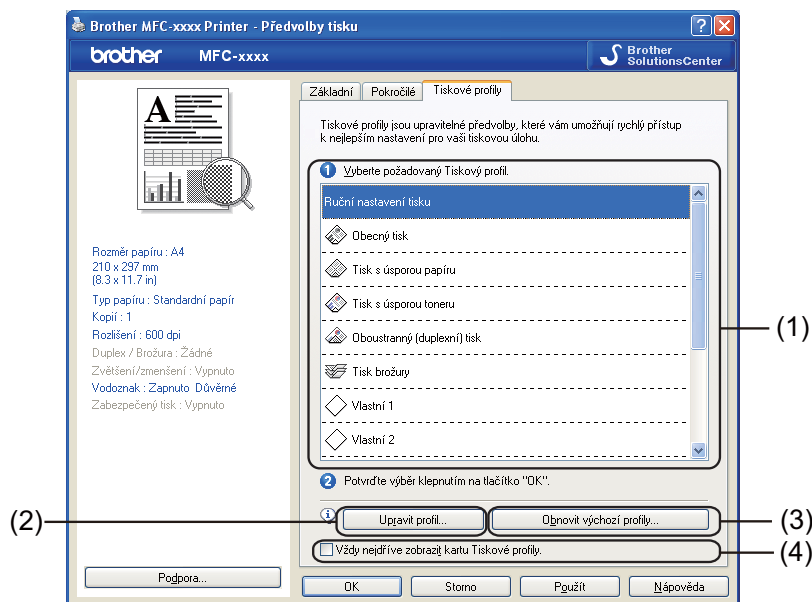 Brother MFC-xxxx Printer - Předvolby tisku
brother MFC-xxxx
Brother
SolutionsCenter
Základní Pokročilé Tiskové profily
Tiskové profily jsou upravitelné předvolby, které vám umožňují rychlý přístup
k nejlepším nastavení pro vaši tiskovou úlohu.
1 Vyberte požadovaný Tiskový profil.
Ruční nastavení tisku
Obecný tisk
Tisk s úsporou papíru
Tisk s úsporou toneru
Oboustranný (duplexní) tisk
Tisk brožury
Vlastní 1
Vlastní 2
(1)
2 Potvrďte výběr klepnutím na tlačítko "OK".
(2)
Upravit profil...
Obnovit výchozí profily...
(3)
Vždy nejdříve zobrazit kartu Tiskové profily.
(4)
A
Rozměr papíru : A4
210 x 297 mm
(8.3 x 11.7 in)
Typ papíru : Standardní papír
Kopií : 1
Rozlišení : 600 dpi
Duplex / Brožura : Žádné
Zvětšení/zmenšení : Vypnuto
Vodoznak : Zapnuto Důvěrné
Zabezpečený tisk : Vypnuto
Podpora...
OK Storno Použít Nápověda